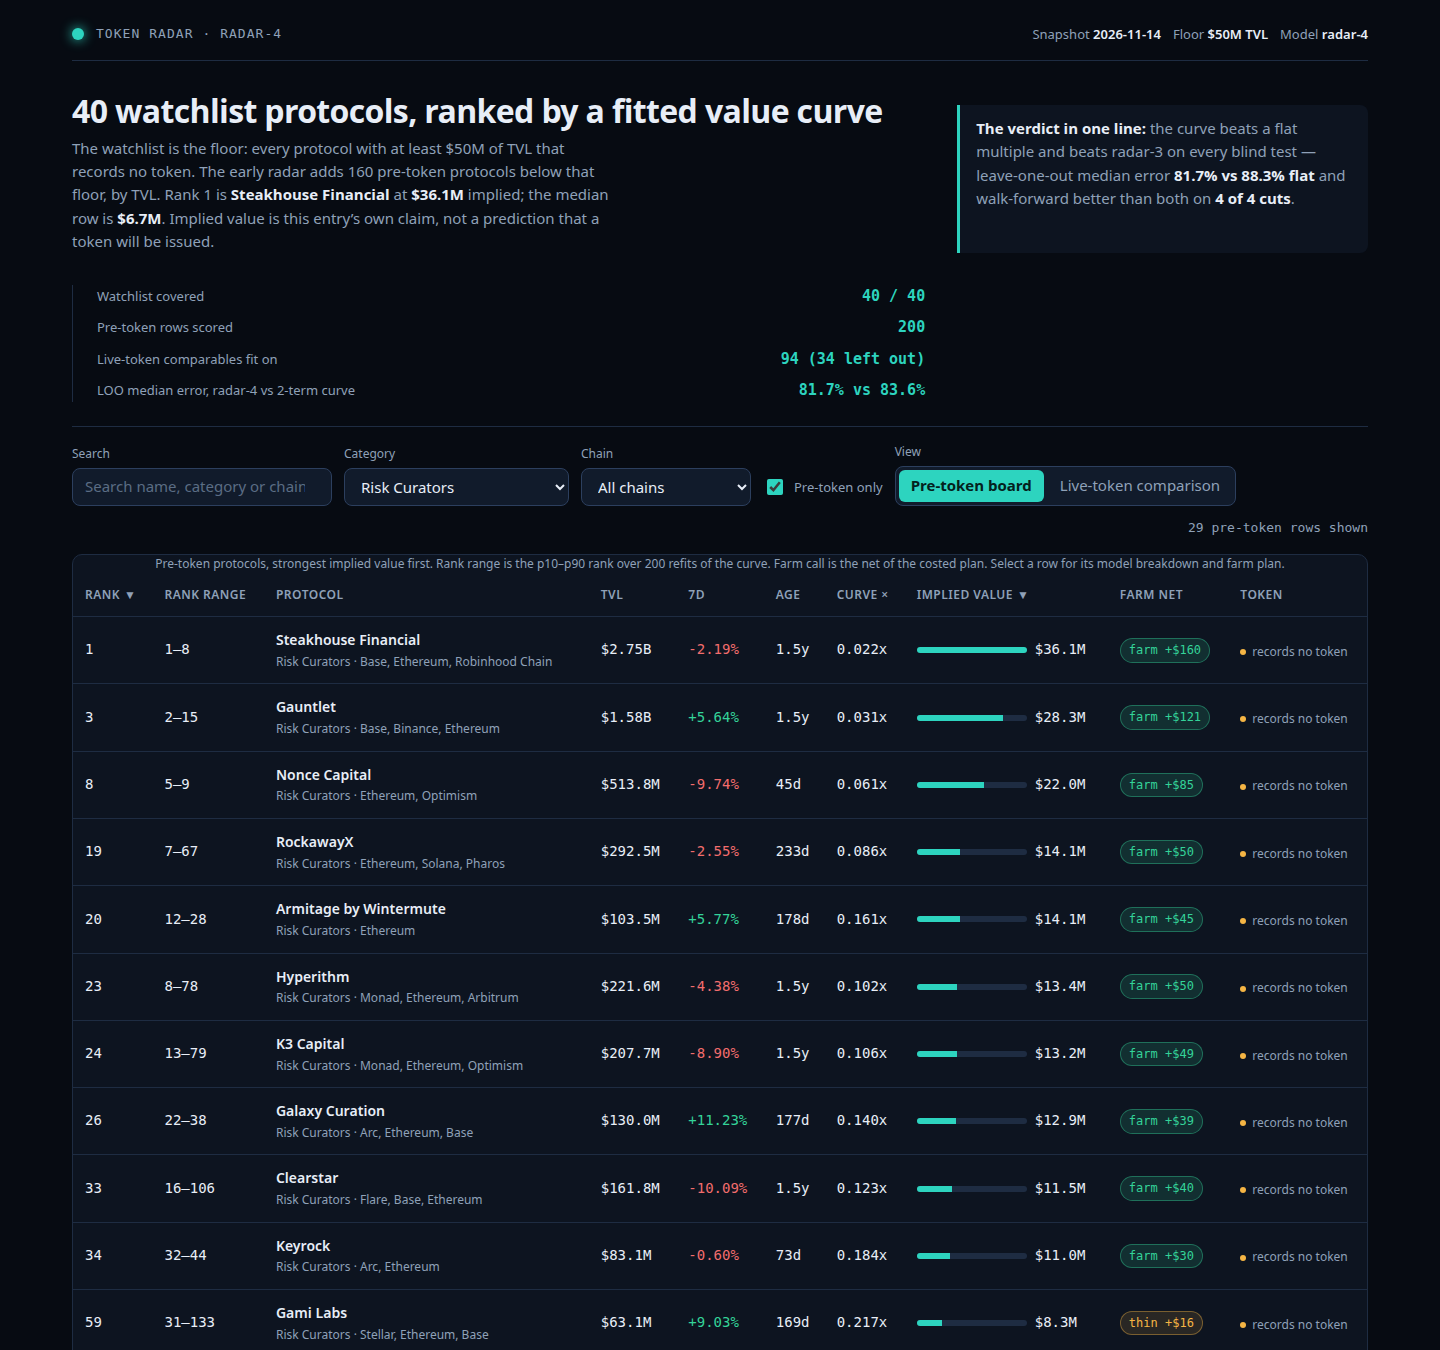 TOKEN RADAR · RADAR-4
Snapshot 2026-11-14 Floor $50M TVL Model radar-4
40 watchlist protocols, ranked by a fitted value curve
The watchlist is the floor: every protocol with at least $50M of TVL that
records no token. The early radar adds 160 pre-token protocols below that
floor, by TVL. Rank 1 is Steakhouse Financial at $36.1M implied; the median
row is $6.7M. Implied value is this entry's own claim, not a prediction that a
token will be issued.
The verdict in one line: the curve beats a flat
multiple and beats radar-3 on every blind test —
leave-one-out median error 81.7% vs 88.3% flat and
walk-forward better than both on 4 of 4 cuts.
Watchlist covered 40 / 40
Pre-token rows scored 200
Live-token comparables fit on 94 (34 left out)
LOO median error, radar-4 vs 2-term curve 81.7% vs 83.6%
Search Category Chain View
Search name, category or chain Risk Curators All chains Pre-token only Pre-token board Live-token comparison
29 pre-token rows shown
Pre-token protocols, strongest implied value first. Rank range is the p10–p90 rank over 200 refits of the curve. Farm call is the net of the costed plan. Select a row for its model breakdown and farm plan.
RANK ▼ RANK RANGE PROTOCOL TVL 7D AGE CURVE × IMPLIED VALUE ▼ FARM NET TOKEN
1 1–8 Steakhouse Financial $2.75B -2.19% 1.5y 0.022x $36.1M farm +$160 records no token
Risk Curators · Base, Ethereum, Robinhood Chain
3 2–15 Gauntlet $1.58B +5.64% 1.5y 0.031x $28.3M farm +$121 records no token
Risk Curators · Base, Binance, Ethereum
8 5–9 Nonce Capital $513.8M -9.74% 45d 0.061x $22.0M farm +$85 records no token
Risk Curators · Ethereum, Optimism
19 7–67 RockawayX $292.5M -2.55% 233d 0.086x $14.1M farm +$50 records no token
Risk Curators · Ethereum, Solana, Pharos
20 12–28 Armitage by Wintermute $103.5M +5.77% 178d 0.161x $14.1M farm +$45 records no token
Risk Curators · Ethereum
23 8–78 Hyperithm $221.6M -4.38% 1.5y 0.102x $13.4M farm +$50 records no token
Risk Curators · Monad, Ethereum, Arbitrum
24 13–79 K3 Capital $207.7M -8.90% 1.5y 0.106x $13.2M farm +$49 records no token
Risk Curators · Monad, Ethereum, Optimism
26 22–38 Galaxy Curation $130.0M +11.23% 177d 0.140x $12.9M farm +$39 records no token
Risk Curators · Arc, Ethereum, Base
33 16–106 Clearstar $161.8M -10.09% 1.5y 0.123x $11.5M farm +$40 records no token
Risk Curators · Flare, Base, Ethereum
34 32–44 Keyrock $83.1M -0.60% 73d 0.184x $11.0M farm +$30 records no token
Risk Curators · Arc, Ethereum
59 31–133 Gami Labs $63.1M +9.03% 169d 0.217x $8.3M thin +$16 records no token
Risk Curators · Stellar, Ethereum, Base